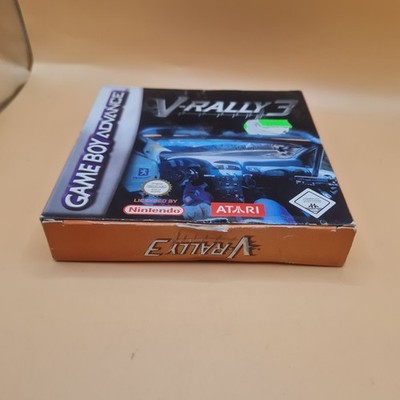 GAME BOY ADVANCE
V-RALLY 3
LICENSED BY
Nintendo
ATARI
V-RALLY 3